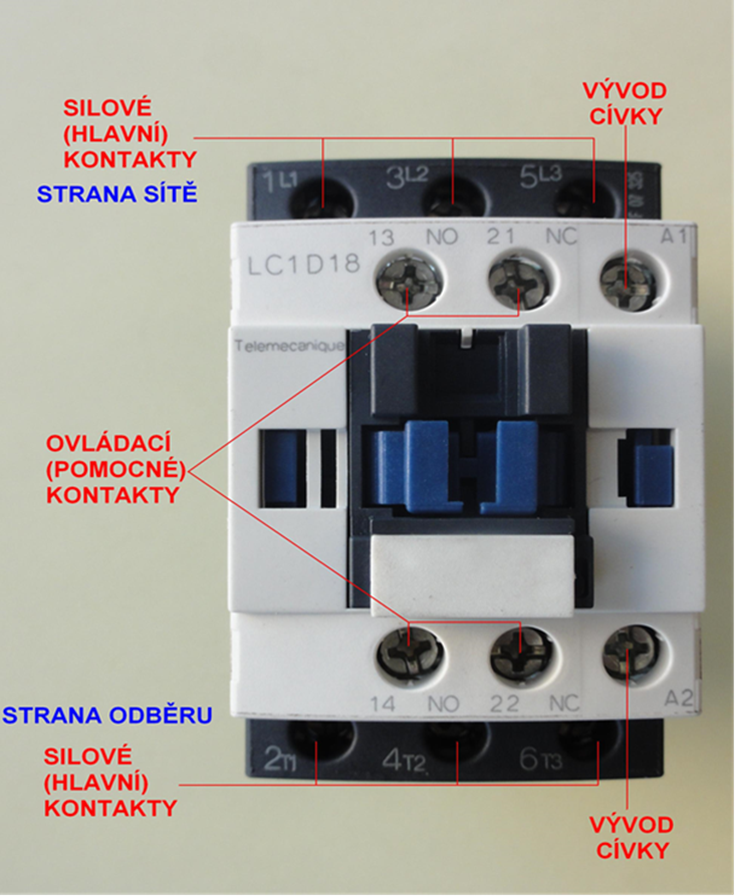 SILOVÉ
(HLAVNÍ)
KONTAKTY
STRANA SÍTĚ
VÝVOD
CÍVKY
1L1 3L2 5L3
13 NO 21 NC A1
LC1D18
Telemecanique
OVLÁDACÍ
(POMOCNÉ)
KONTAKTY
14 NO 22 NC A2
STRANA ODBĚRU
2T1 4T2 6T3
SILOVÉ
(HLAVNÍ)
KONTAKTY
VÝVOD
CÍVKY